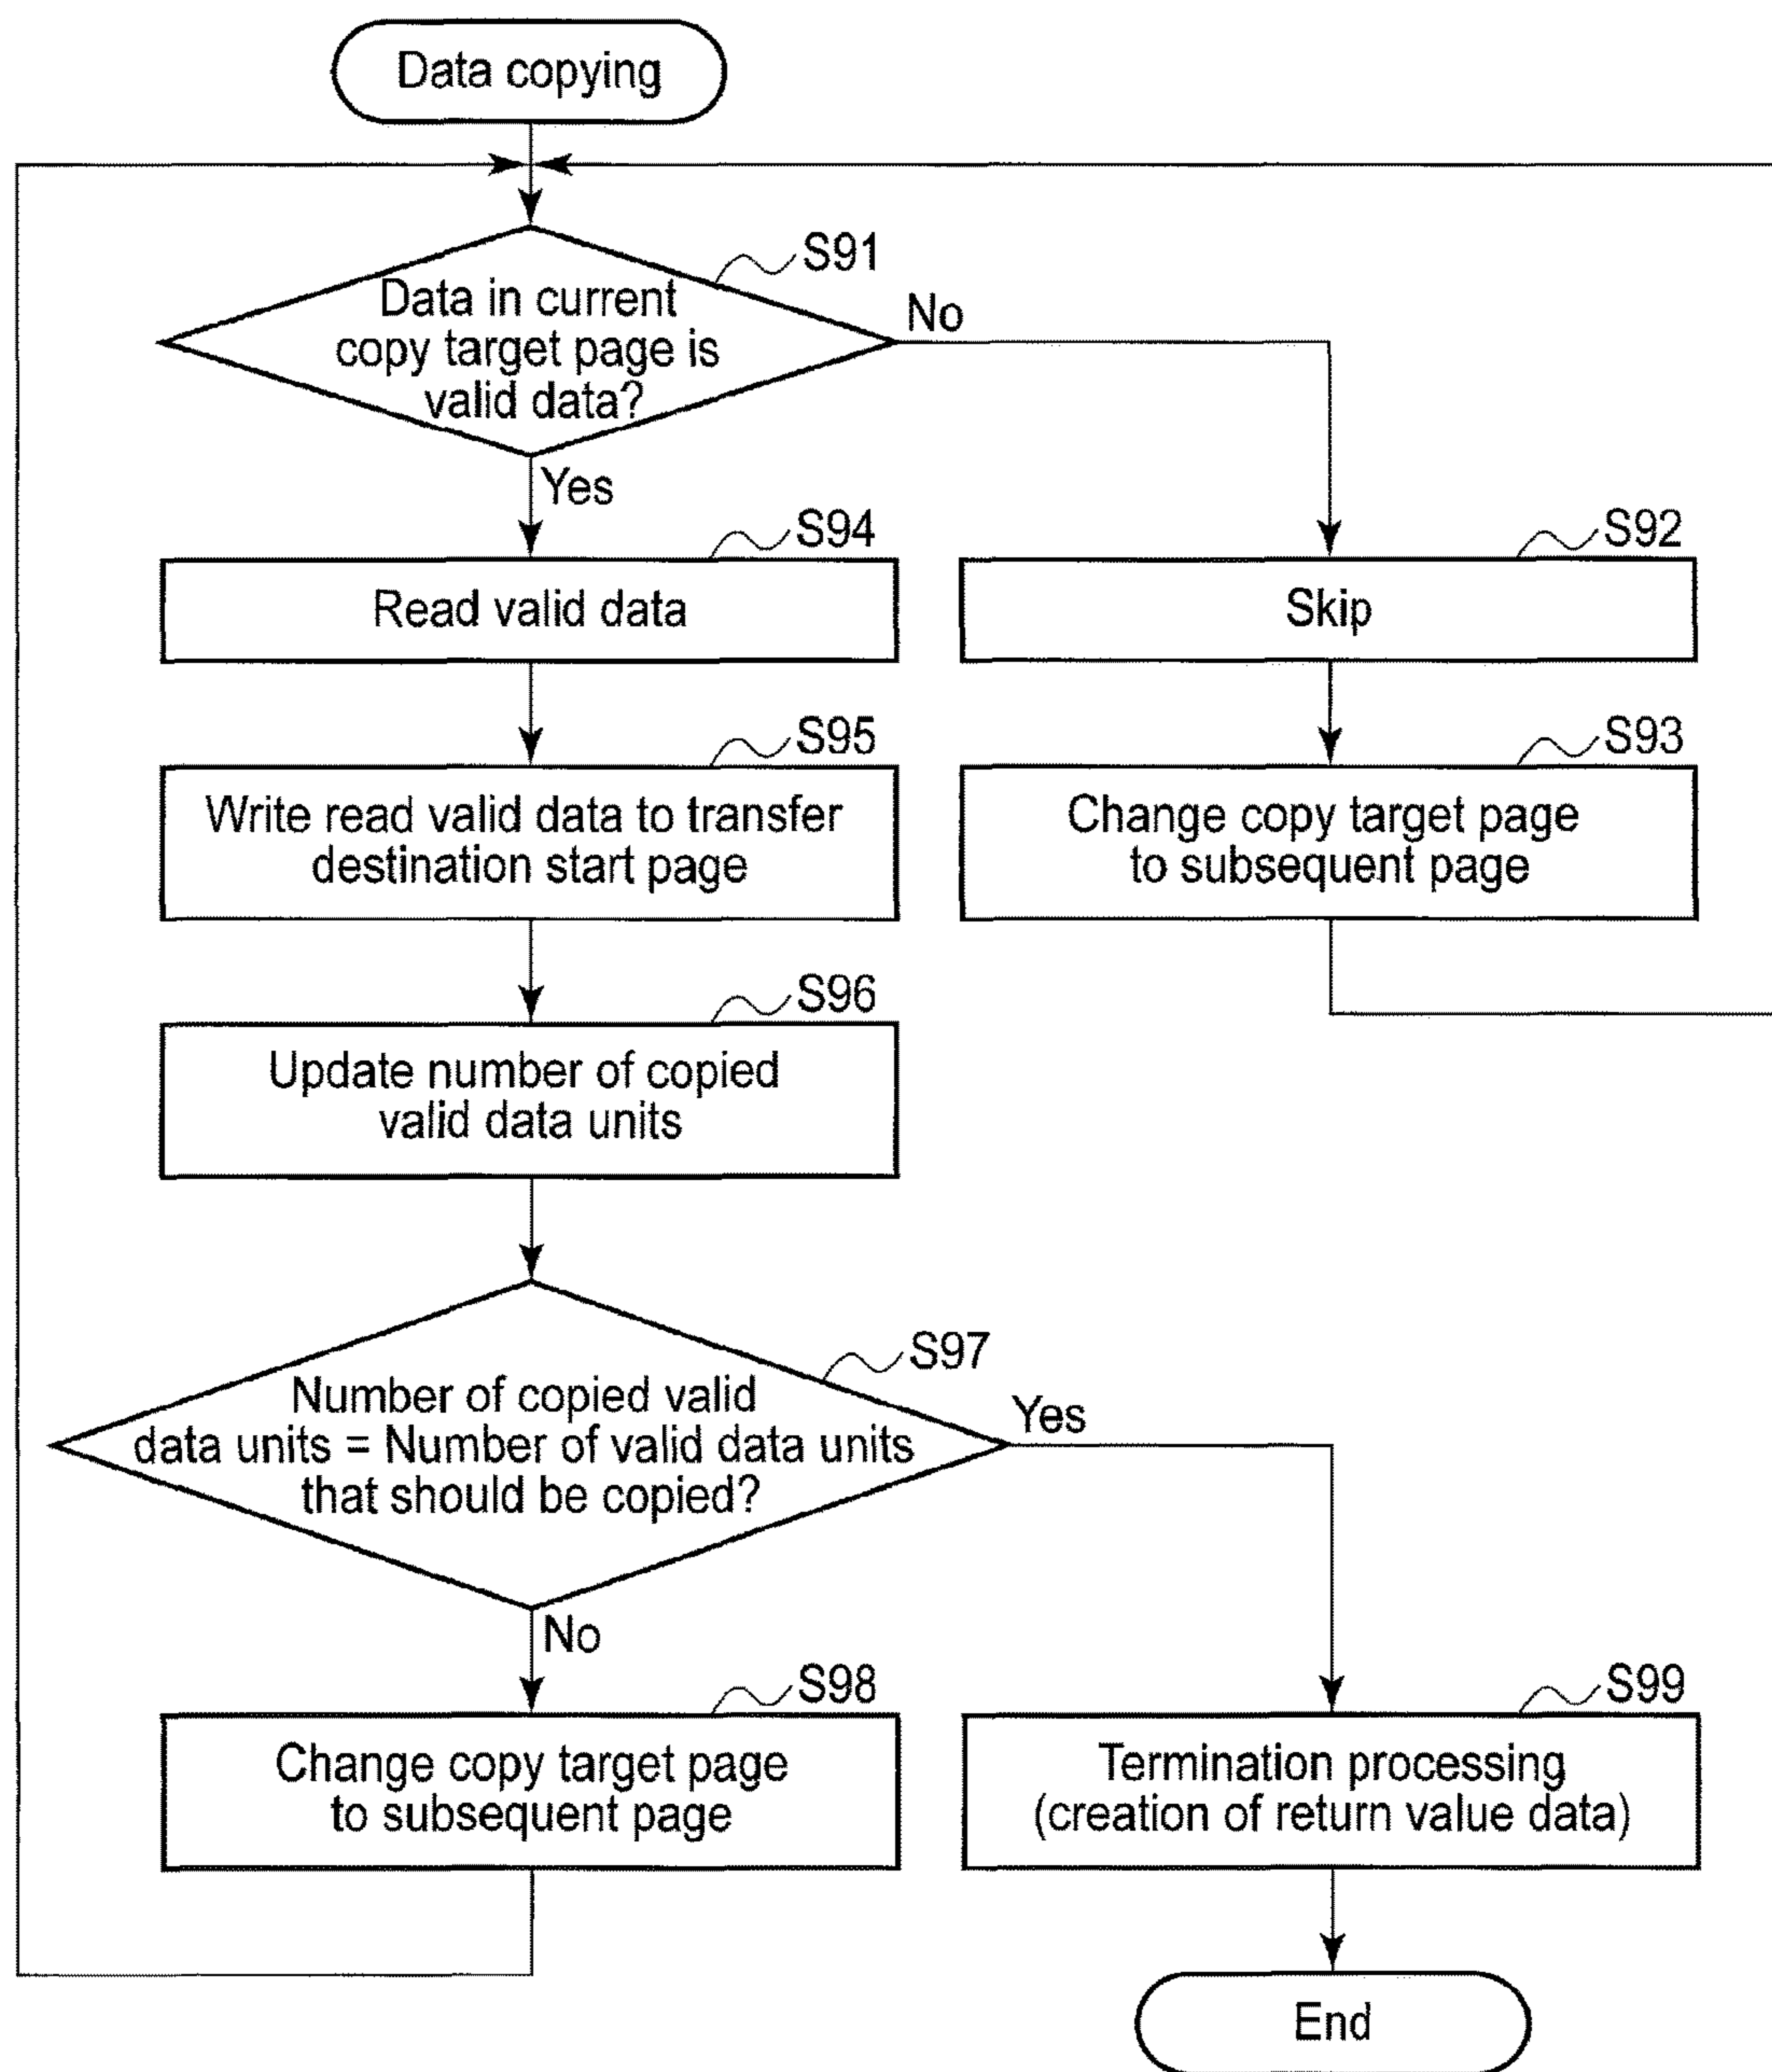 Data copying
S91
Data in current
copy target page is
valid data?
No
Yes
S94
Read valid data
S92
Skip
S95
Write read valid data to transfer
destination start page
S93
Change copy target page
to subsequent page
S96
Update number of copied
valid data units
S97
Number of copied valid
data units = Number of valid data units
that should be copied?
Yes
No
S98
Change copy target page
to subsequent page
S99
Termination processing
(creation of return value data)
End